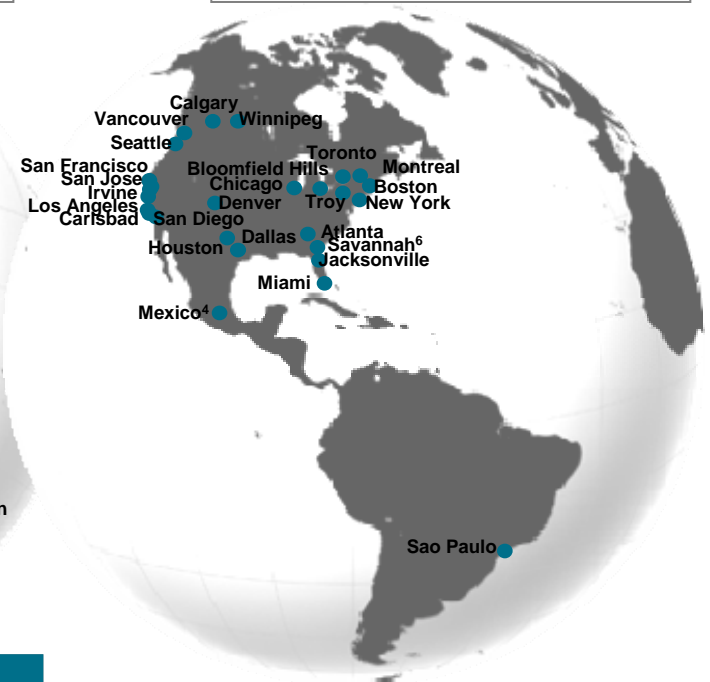 Calgary
Vancouver
Winnipeg
Seattle
Toronto
San Francisco
Bloomfield Hills
Montreal
San Jose
Chicago
Boston
Irvine
Denver
Troy
New York
Los Angeles
Carlsbad
San Diego
Dallas
Atlanta
Houston
Savannah⁶
Jacksonville
Miami
Mexico⁴
n
Sao Paulo